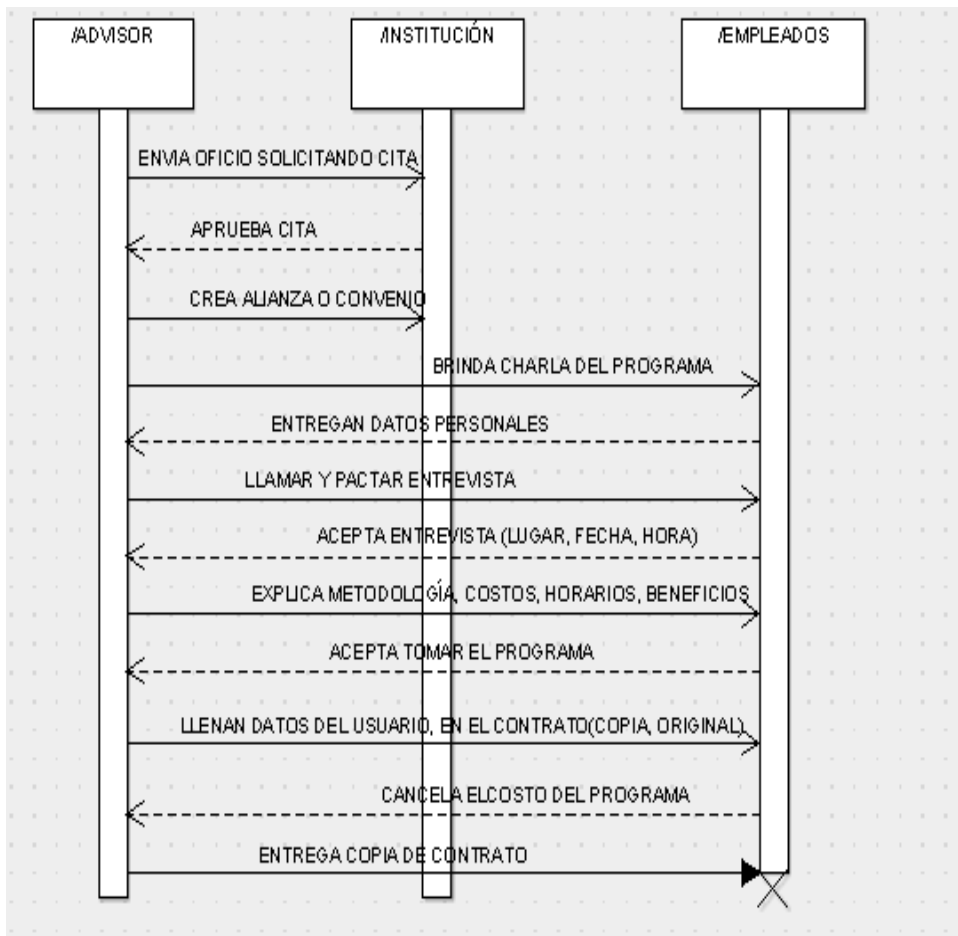 /ADVISOR
/INSTITUCIÓN
/EMPLEADOS
ENVIA OFICIO SOLICITANDO CITA
APRUEBA CITA
CREA ALIANZA O CONVENIO
BRINDA CHARLA DEL PROGRAMA
ENTREGAN DATOS PERSONALES
LLAMAR Y PACTAR ENTREVISTA
ACEPTA ENTREVISTA (LUGAR, FECHA, HORA)
EXPLICA METODOLOGÍA, COSTOS, HORARIOS, BENEFICIOS
ACEPTA TOMAR EL PROGRAMA
LLENAN DATOS DEL USUARIO, EN EL CONTRATO(COPIA, ORIGINAL)
CANCELA ELCOSTO DEL PROGRAMA
ENTREGA COPIA DE CONTRATO